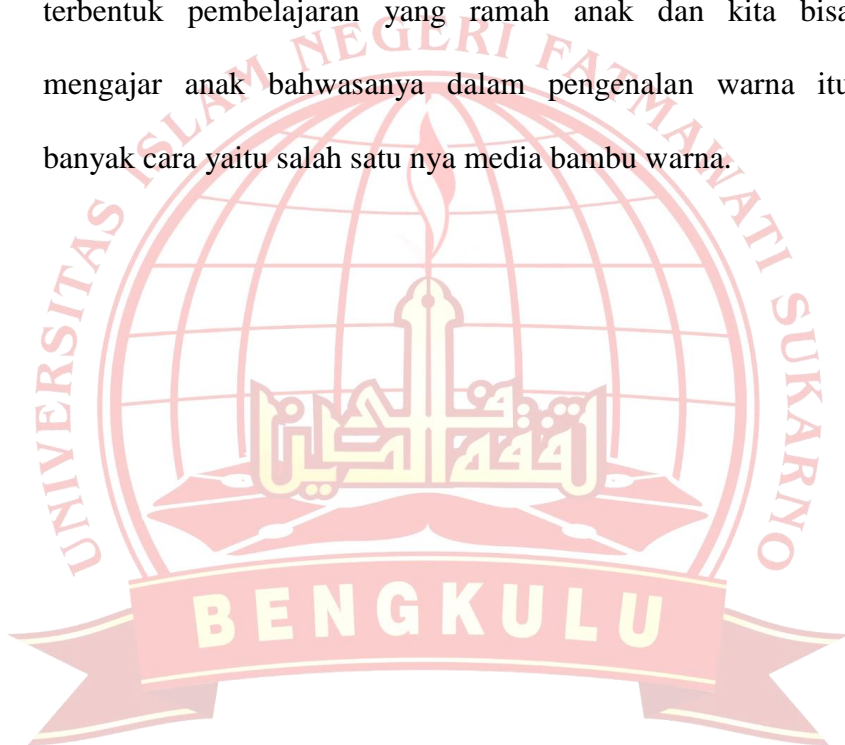 terbentuk pembelajaran yang ramah anak dan kita bisa
mengajar anak bahwasanya dalam pengenalan warna itu
banyak cara yaitu salah satu nya media bambu warna.
UNIVERSITAS ISLAM NEGERI FATMAWATI SUKARNO
BENGKULU